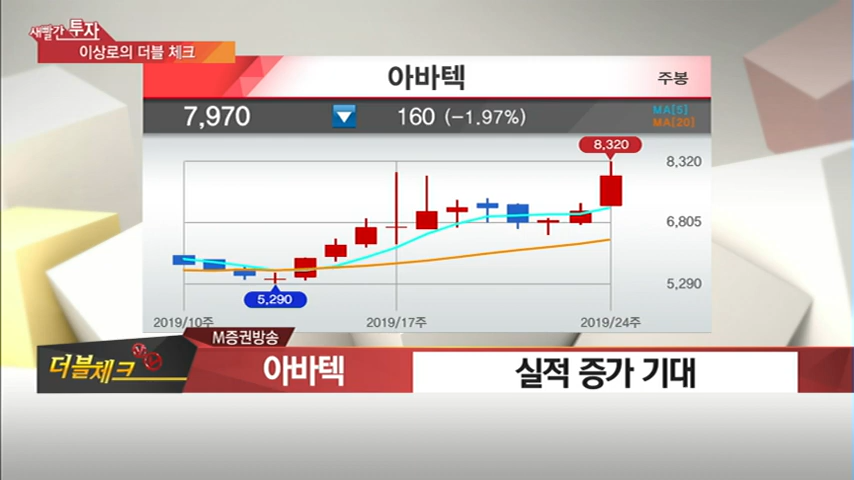 새빨간 투자
이상로의 더블 체크
아바텍
주봉
7,970
▼ 160 (-1.97%)
MA[5]
MA[20]
8,320
8,320
6,805
5,290
5,290
2019/10주
2019/17주
2019/24주
M증권방송
더블체크
아바텍
실적 증가 기대